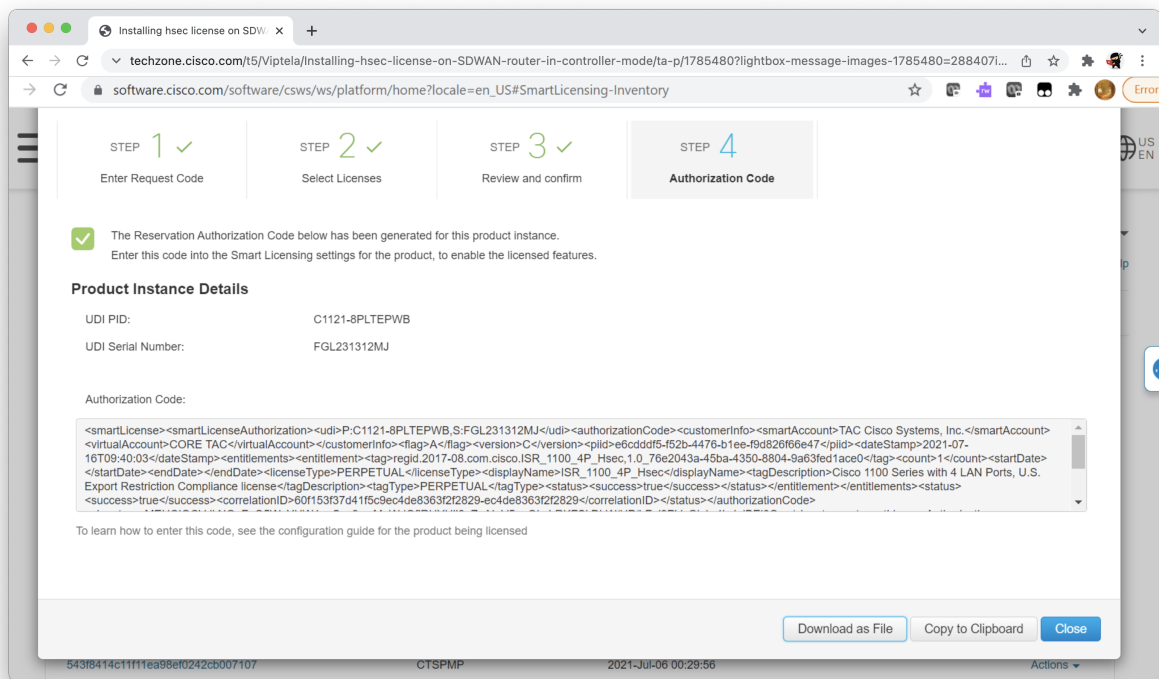 Installing hsec license on SDW
techzone.cisco.com/t5/Viptela/Installing-hsec-license-on-SDWAN-router-in-controller-mode/ta-p/1785480?lightbox-message-images-1785480=288407i...
software.cisco.com/software/csws/ws/platform/home?locale=en_US#SmartLicensing-Inventory
Error
US
EN
STEP 1
Enter Request Code
STEP 2
Select Licenses
STEP 3
Review and confirm
STEP 4
Authorization Code
The Reservation Authorization Code below has been generated for this product instance.
Enter this code into the Smart Licensing settings for the product, to enable the licensed features.
lp
Product Instance Details
UDI PID: C1121-8PLTEPWB
UDI Serial Number: FGL231312MJ
Authorization Code:
<smartLicense><smartLicenseAuthorization><udi>P:C1121-8PLTEPWB,S:FGL231312MJ</udi><authorizationCode><customerInfo><smartAccount>TAC Cisco Systems, Inc.</smartAccount>
<virtualAccount>CORE TAC</virtualAccount></customerInfo><flag>A</flag><version>C</version><piid>e6cdddf5-f52b-4476-b1ee-f9d826f66e47</piid><dateStamp>2021-07-
16T09:40:03</dateStamp><entitlements><entitlement><tag>regid.2017-08.com.cisco.ISR_1100_4P_Hsec,1.0_76e2043a-45ba-4350-8804-9a63fed1ace0</tag><count>1</count><startDate>
</startDate><endDate></endDate><licenseType>PERPETUAL</licenseType><displayName>ISR_1100_4P_Hsec</displayName><tagDescription>Cisco 1100 Series with 4 LAN Ports, U.S.
Export Restriction Compliance license</tagDescription><tagType>PERPETUAL</tagType><status><success>true</success></status></entitlement></entitlements><status>
<success>true</success><correlationID>60f153f37d41f5c9ec4de8363f2f2829-ec4de8363f2f2829</correlationID></status></authorizationCode>
To learn how to enter this code, see the configuration guide for the product being licensed
Download as File
Copy to Clipboard
Close
543f8414c11f11ea98ef0242cb007107 CTSPMP 2021-Jul-06 00:29:56 Actions